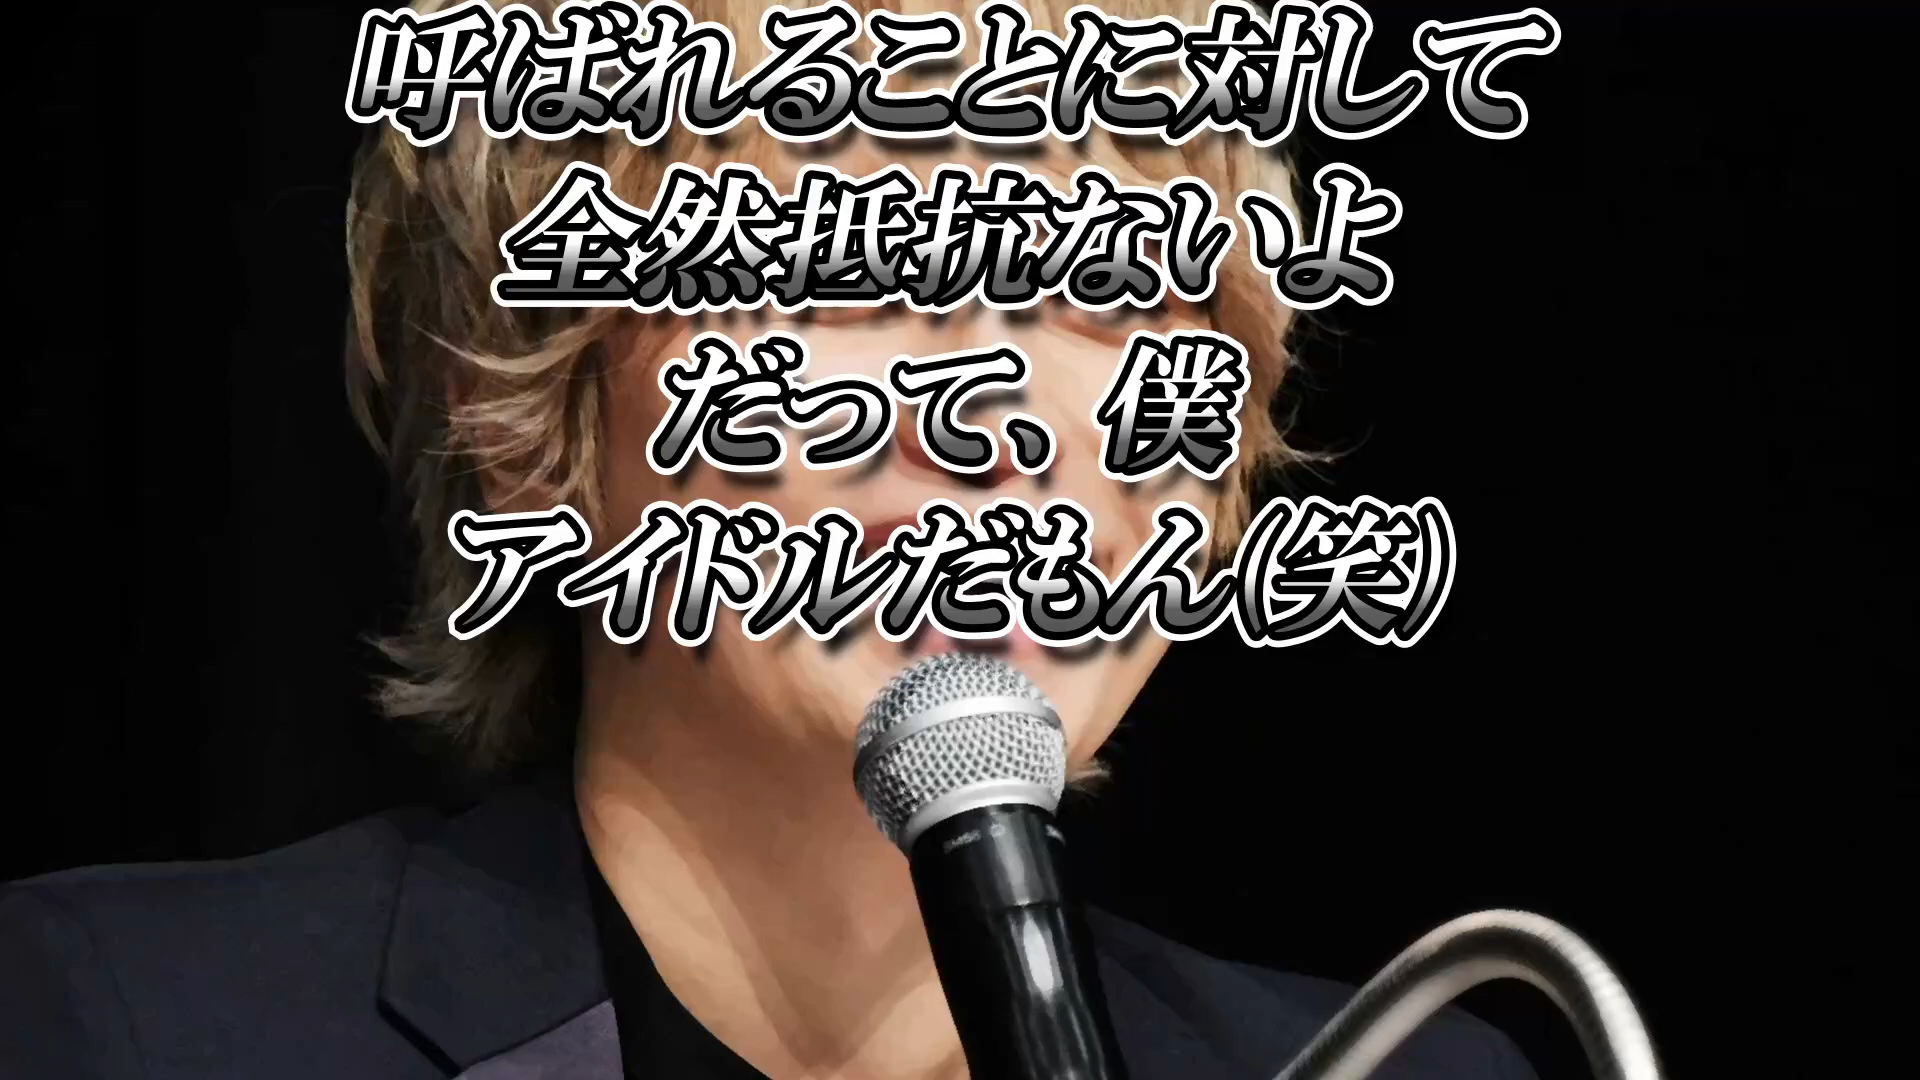 呼ばれることに対して
全然抵抗ないよ
だって、僕
アイドルだもん(笑)